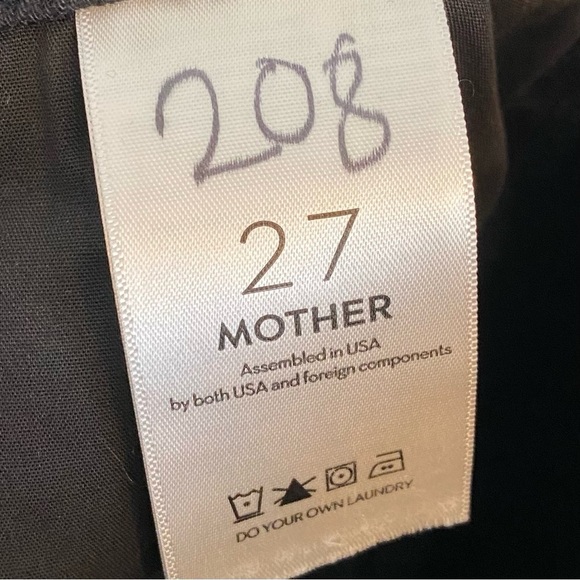 208
27
MOTHER
Assembled in USA
by both USA and foreign components
DO YOUR OWN LAUNDRY